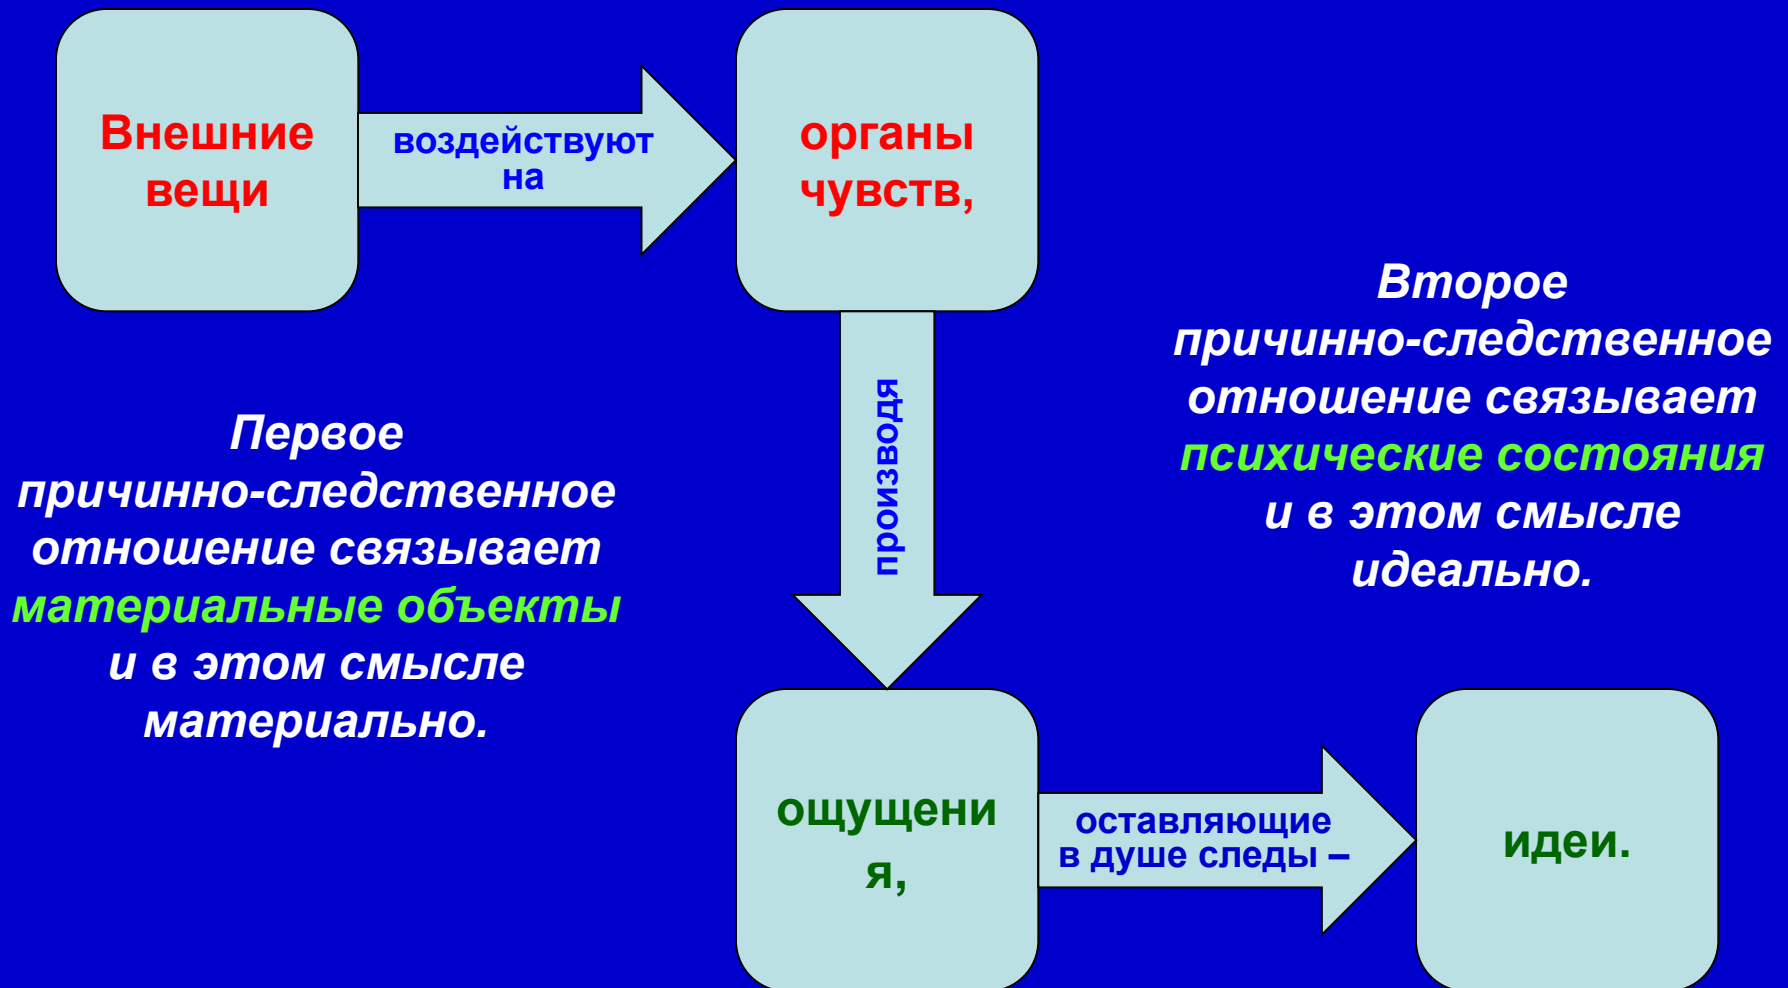 Внешние
вещи
воздействуют
на
органы
чувств,
Первое
причинно-следственное
отношение связывает
материальные объекты
и в этом смысле
материально.
производя
Второе
причинно-следственное
отношение связывает
психические состояния
и в этом смысле
идеально.
ощущени
я,
оставляющие
в душе следы –
идеи.